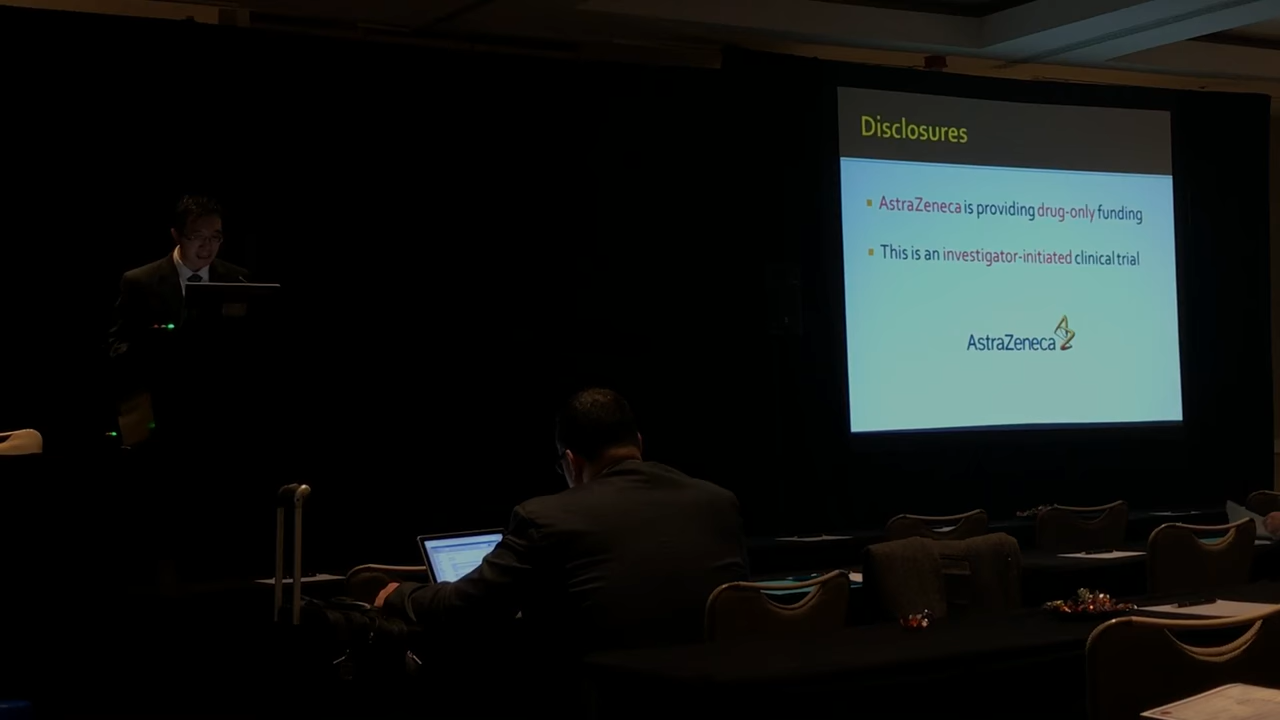 Disclosures
AstraZeneca is providing drug-only funding
This is an investigator-initiated clinical trial
AstraZeneca